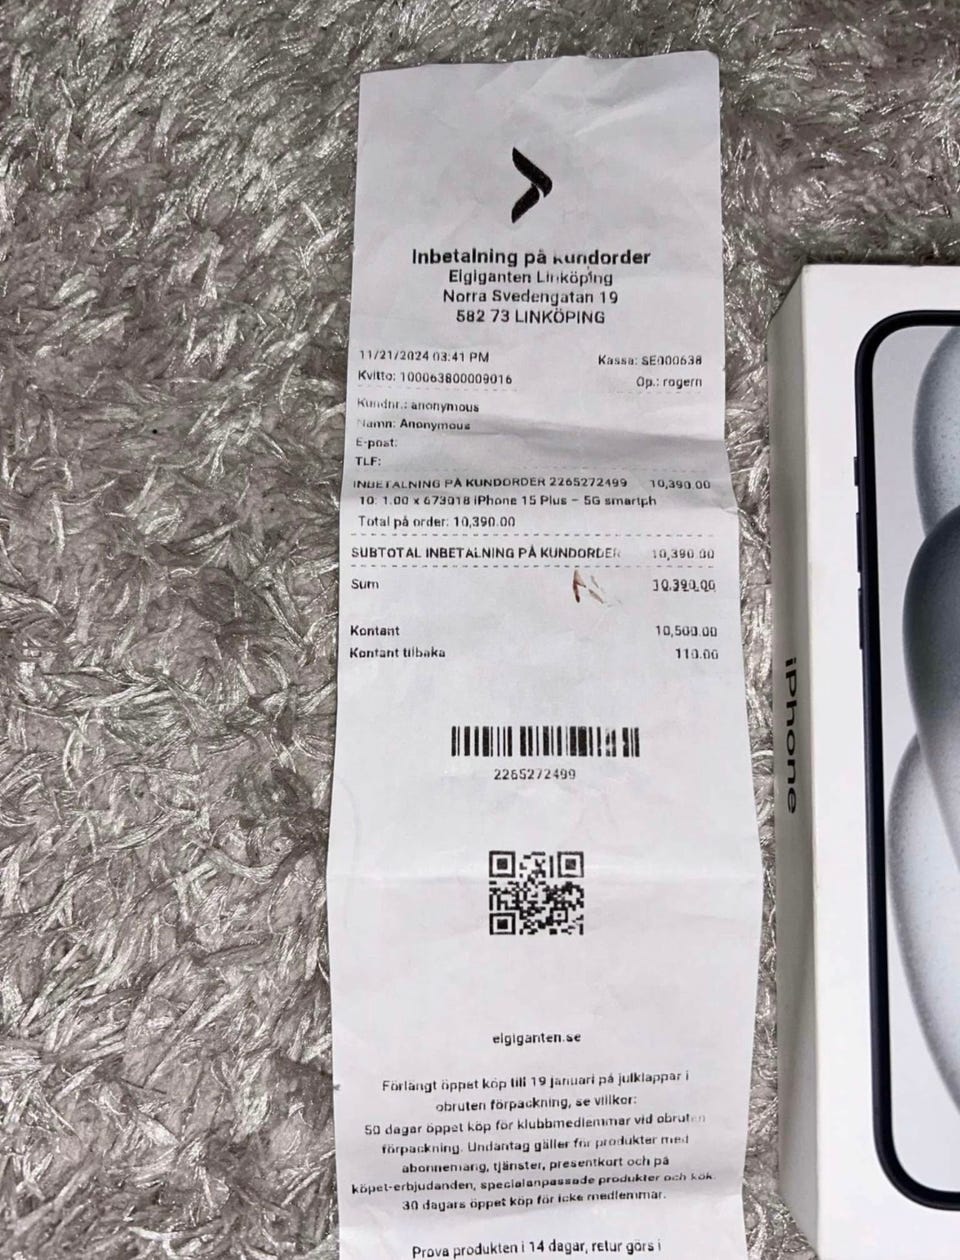 Inbetalning på kundorder
Elgiganten Linköping
Norra Svedengatan 19
582 73 LINKÖPING
11/21/2024 03:41 PM Kassa: SE000638
Kvitto: 100063800009016 Op.: rogern
Kundnr.: anonymous
Namn: Anonymous
E-post:
TLF:
INBETALNING PÅ KUNDORDER 2265272499 10,390.00
10: 1.00 x 673018 iPhone 15 Plus - 5G smartph
Total på order: 10,390.00
SUBTOTAL INBETALNING PÅ KUNDORDER 10,390.00
Sum 10,390.00
Kontant 10,500.00
Kontant tilbaka 110.00
2265272499
elgiganten.se
Förlängt öppet köp till 19 januari på julklappar i
obruten förpackning, se villkor:
50 dagar öppet köp för klubbmedlemmar vid obruten
förpackning. Undantag gäller för produkter med
abonnemang, tjänster, presentkort och på
köpet-erbjudanden, specialanpassade produkter och kök.
30 dagars öppet köp för icke medlemmar.
Prova produkten i 14 dagar, retur görs i
iPhone